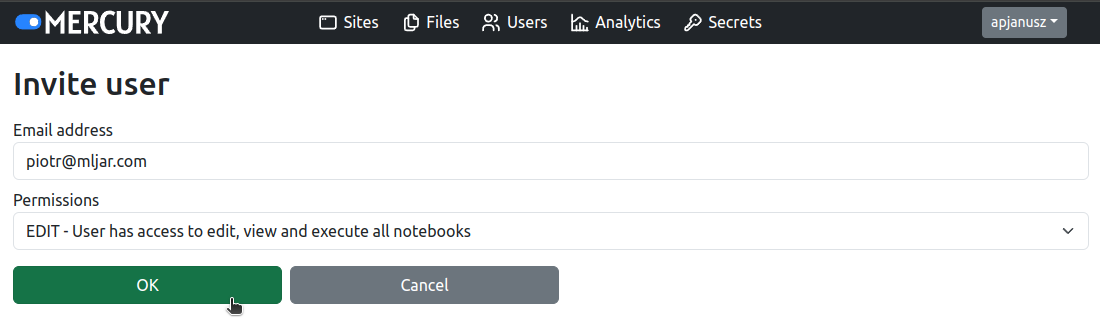 MERCURY Sites Files Users Analytics Secrets apjanusz
Invite user
Email address
piotr@mljar.com
Permissions
EDIT - User has access to edit, view and execute all notebooks
OK Cancel